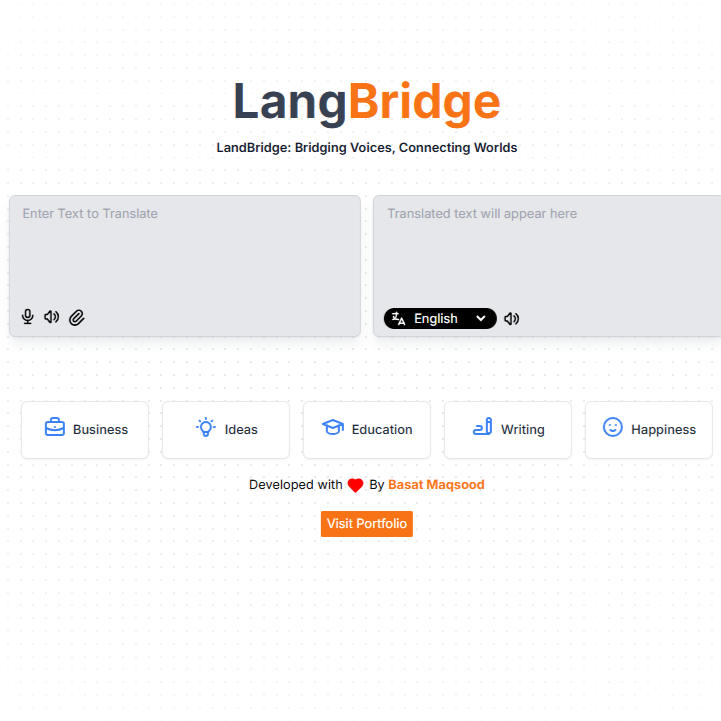 LangBridge
LandBridge: Bridging Voices, Connecting Worlds
Enter Text to Translate
Translated text will appear here
English
Business
Ideas
Education
Writing
Happiness
Developed with ❤ By Basat Maqsood
Visit Portfolio